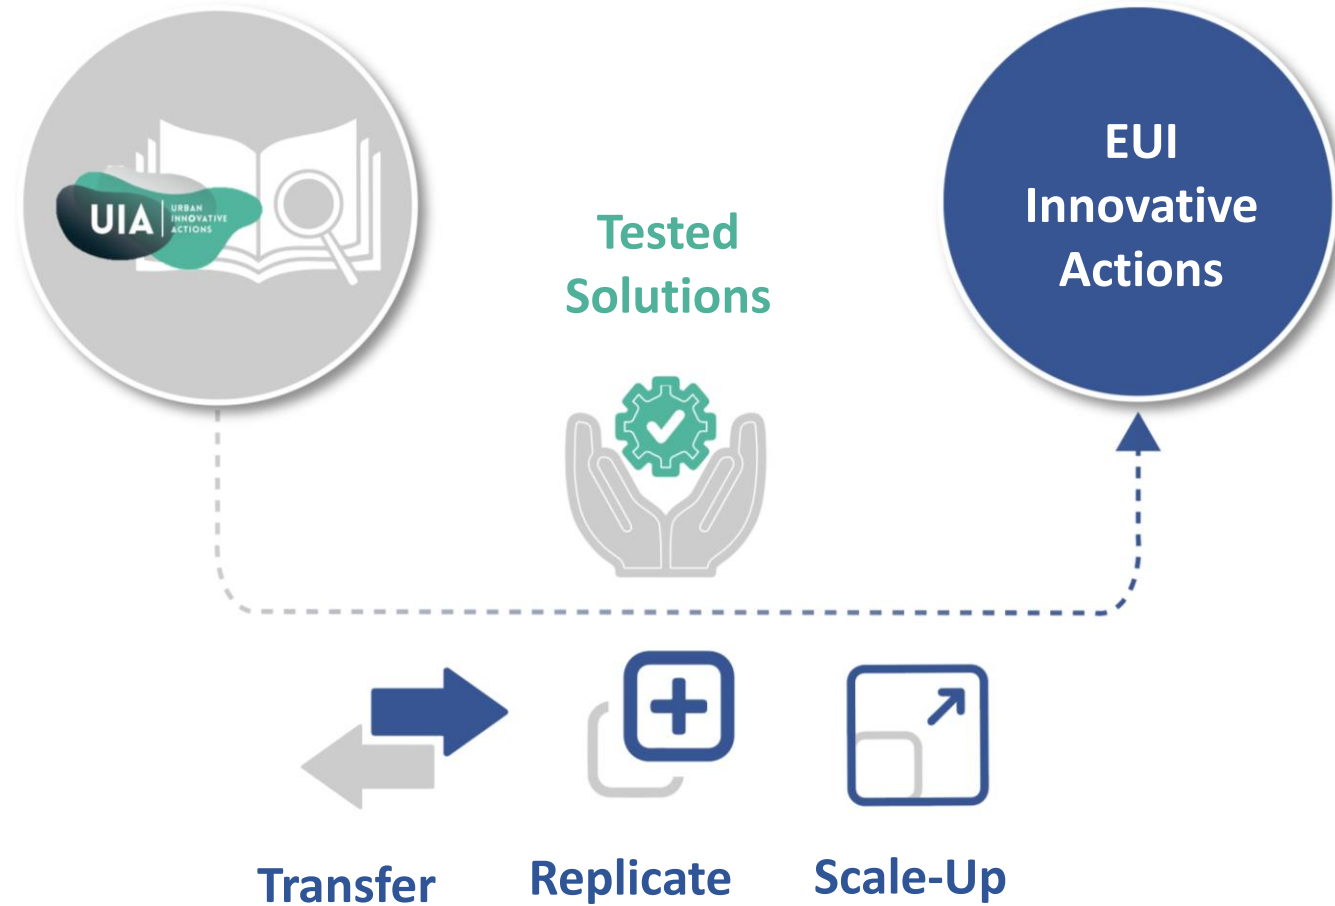 UIA
URBAN
INNOVATIVE
ACTIONS
Tested
Solutions
EUI
Innovative
Actions
Transfer
Replicate
Scale-Up